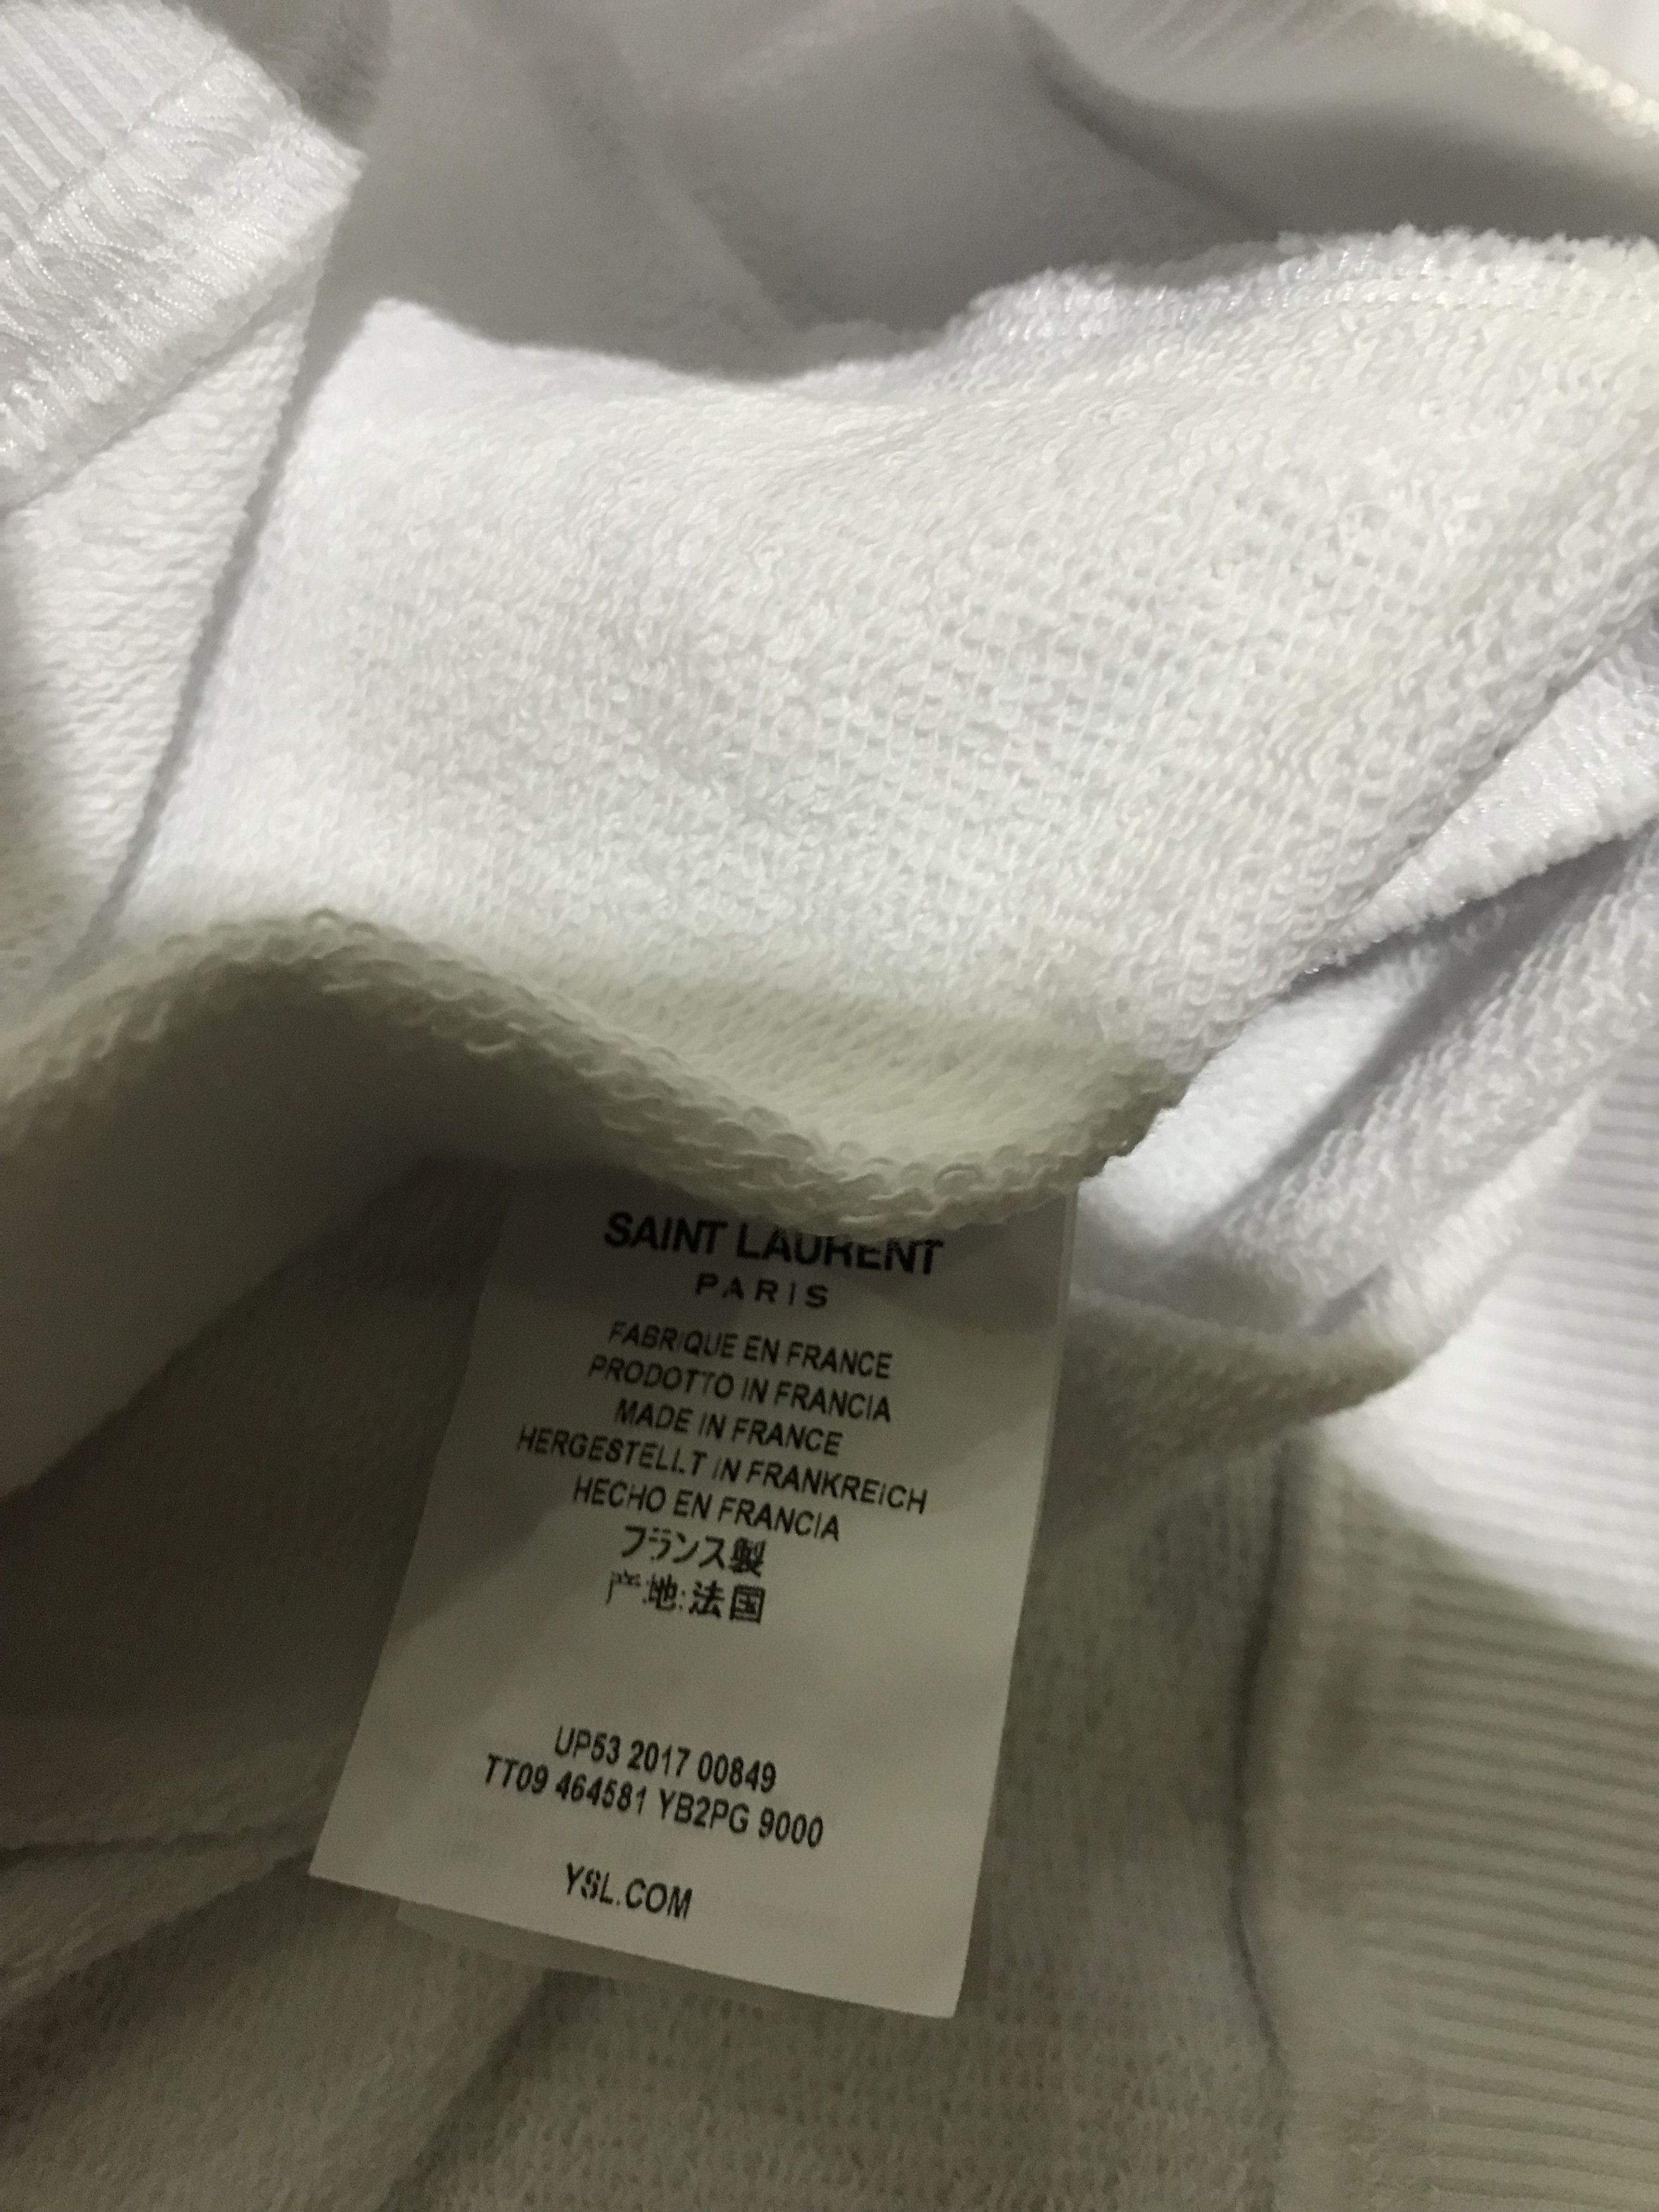 SAINT LAURENT
PARIS
FABRIQUE EN FRANCE
PRODOTTO IN FRANCIA
MADE IN FRANCE
HERGESTELLT IN FRANKREICH
HECHO EN FRANCIA
フランス製
产地:法国
UP53 2017 00849
TT09 464581 YB2PG 9000
YSL.COM